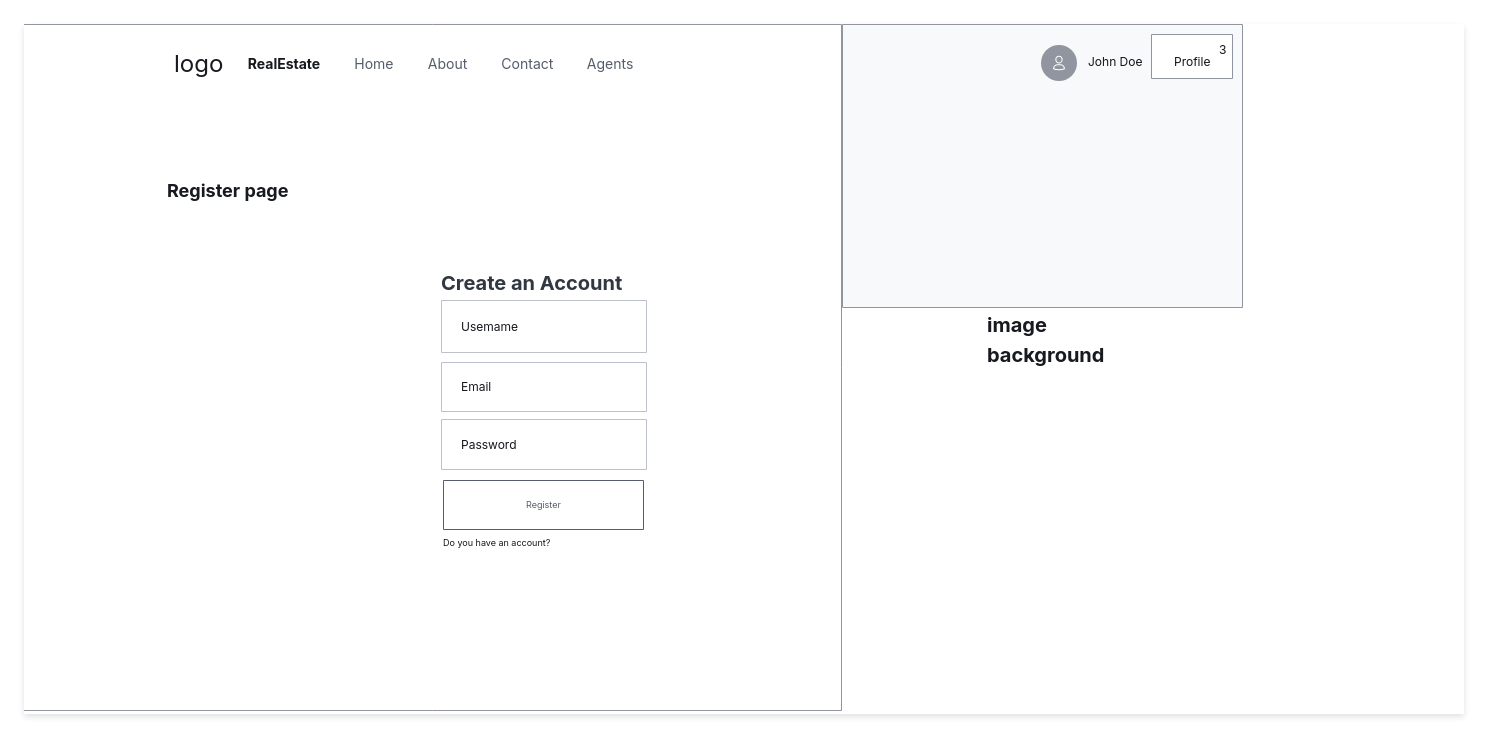 logo RealEstate Home About Contact Agents
John Doe Profile 3
Register page
Create an Account
Username
Email
Password
Register
Do you have an account?
image
background